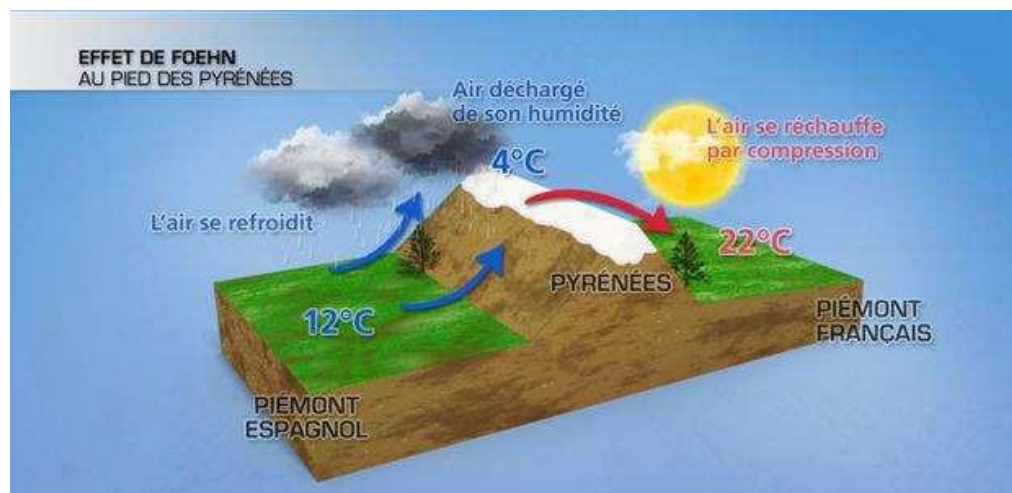 EFFET DE FOEHN
AU PIED DES PYRÉNÉES
Air déchargé
de son humidité
4°C
L'air se réchauffe
par compression
L'air se refroidit
22°C
PYRÉNÉES
12°C
PIÉMONT
FRANÇAIS
PIÉMONT
ESPAGNOL